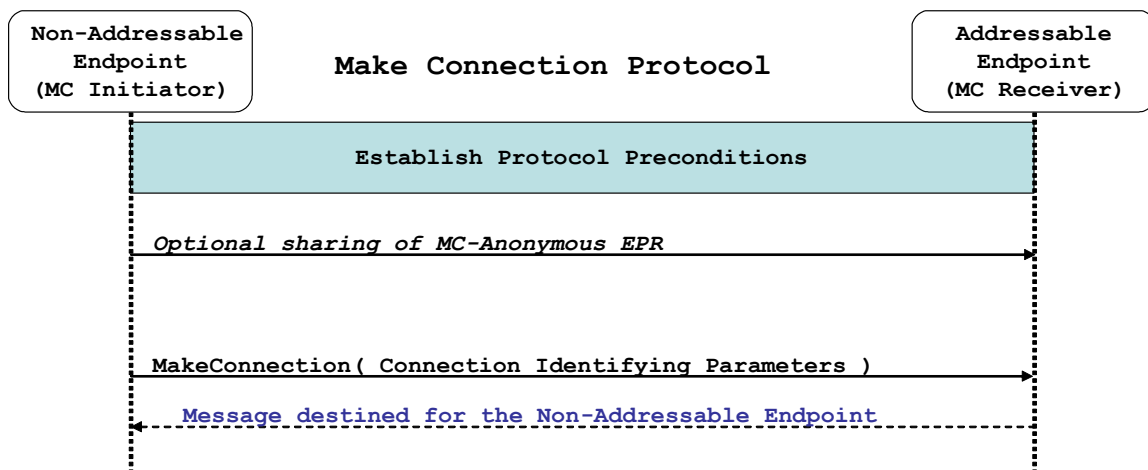 Non-Addressable
Endpoint
(MC Initiator)
Make Connection Protocol
Addressable
Endpoint
(MC Receiver)
Establish Protocol Preconditions
Optional sharing of MC-Anonymous EPR
MakeConnection( Connection Identifying Parameters )
Message destined for the Non-Addressable Endpoint